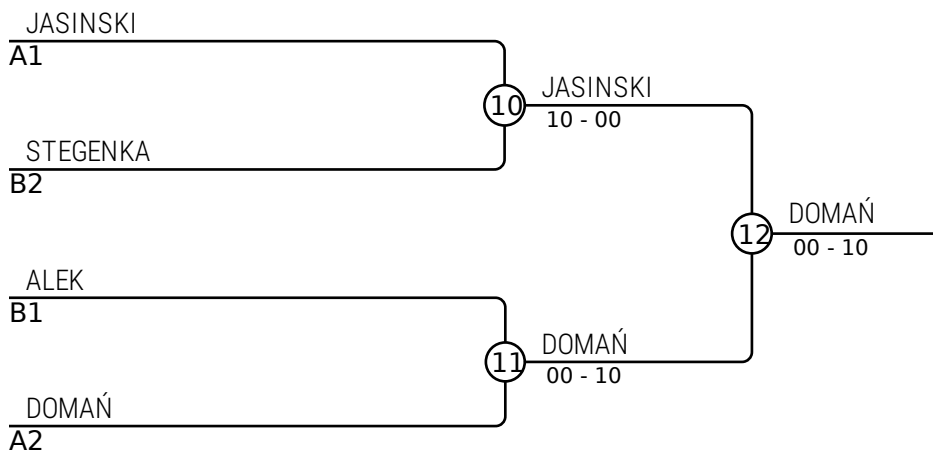 JASINSKI
A1
10
JASINSKI
10 - 00
STEGENKA
B2
12
DOMAŃ
00 - 10
ALEK
B1
11
DOMAŃ
00 - 10
DOMAŃ
A2